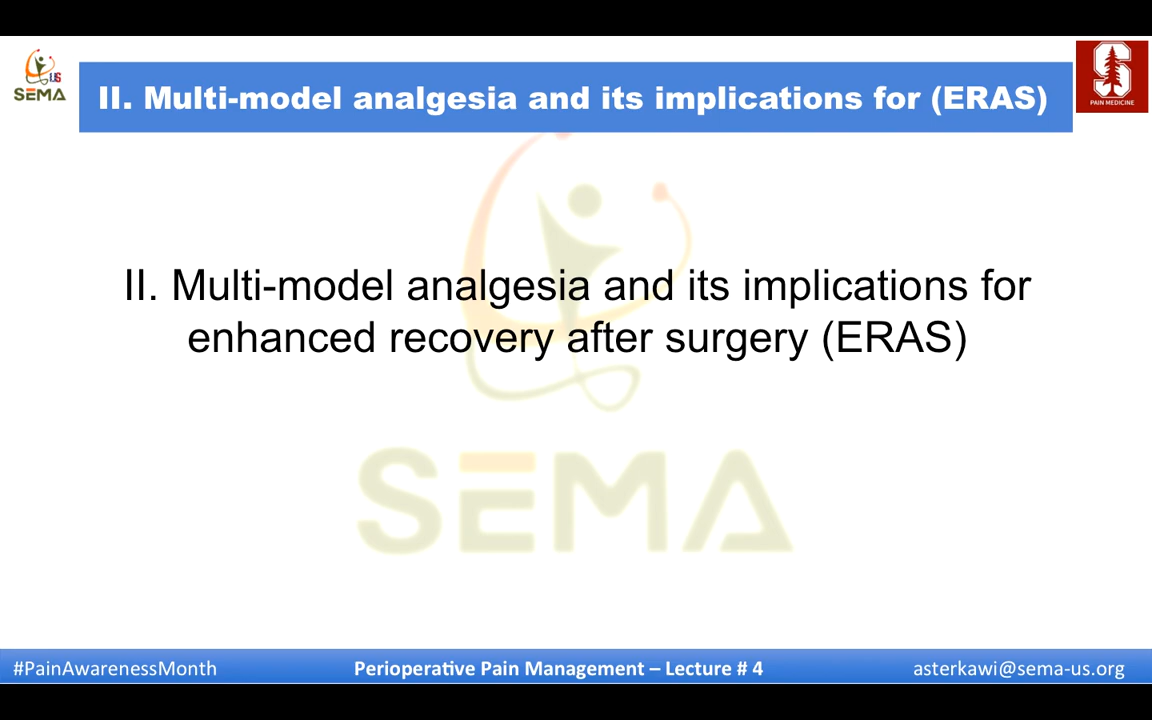 US
SEMA
II. Multi-model analgesia and its implications for (ERAS)
S
PAIN MEDICINE
II. Multi-model analgesia and its implications for
enhanced recovery after surgery (ERAS)
SEMA
#PainAwarenessMonth
Perioperative Pain Management – Lecture # 4
asterkawi@sema-us.org